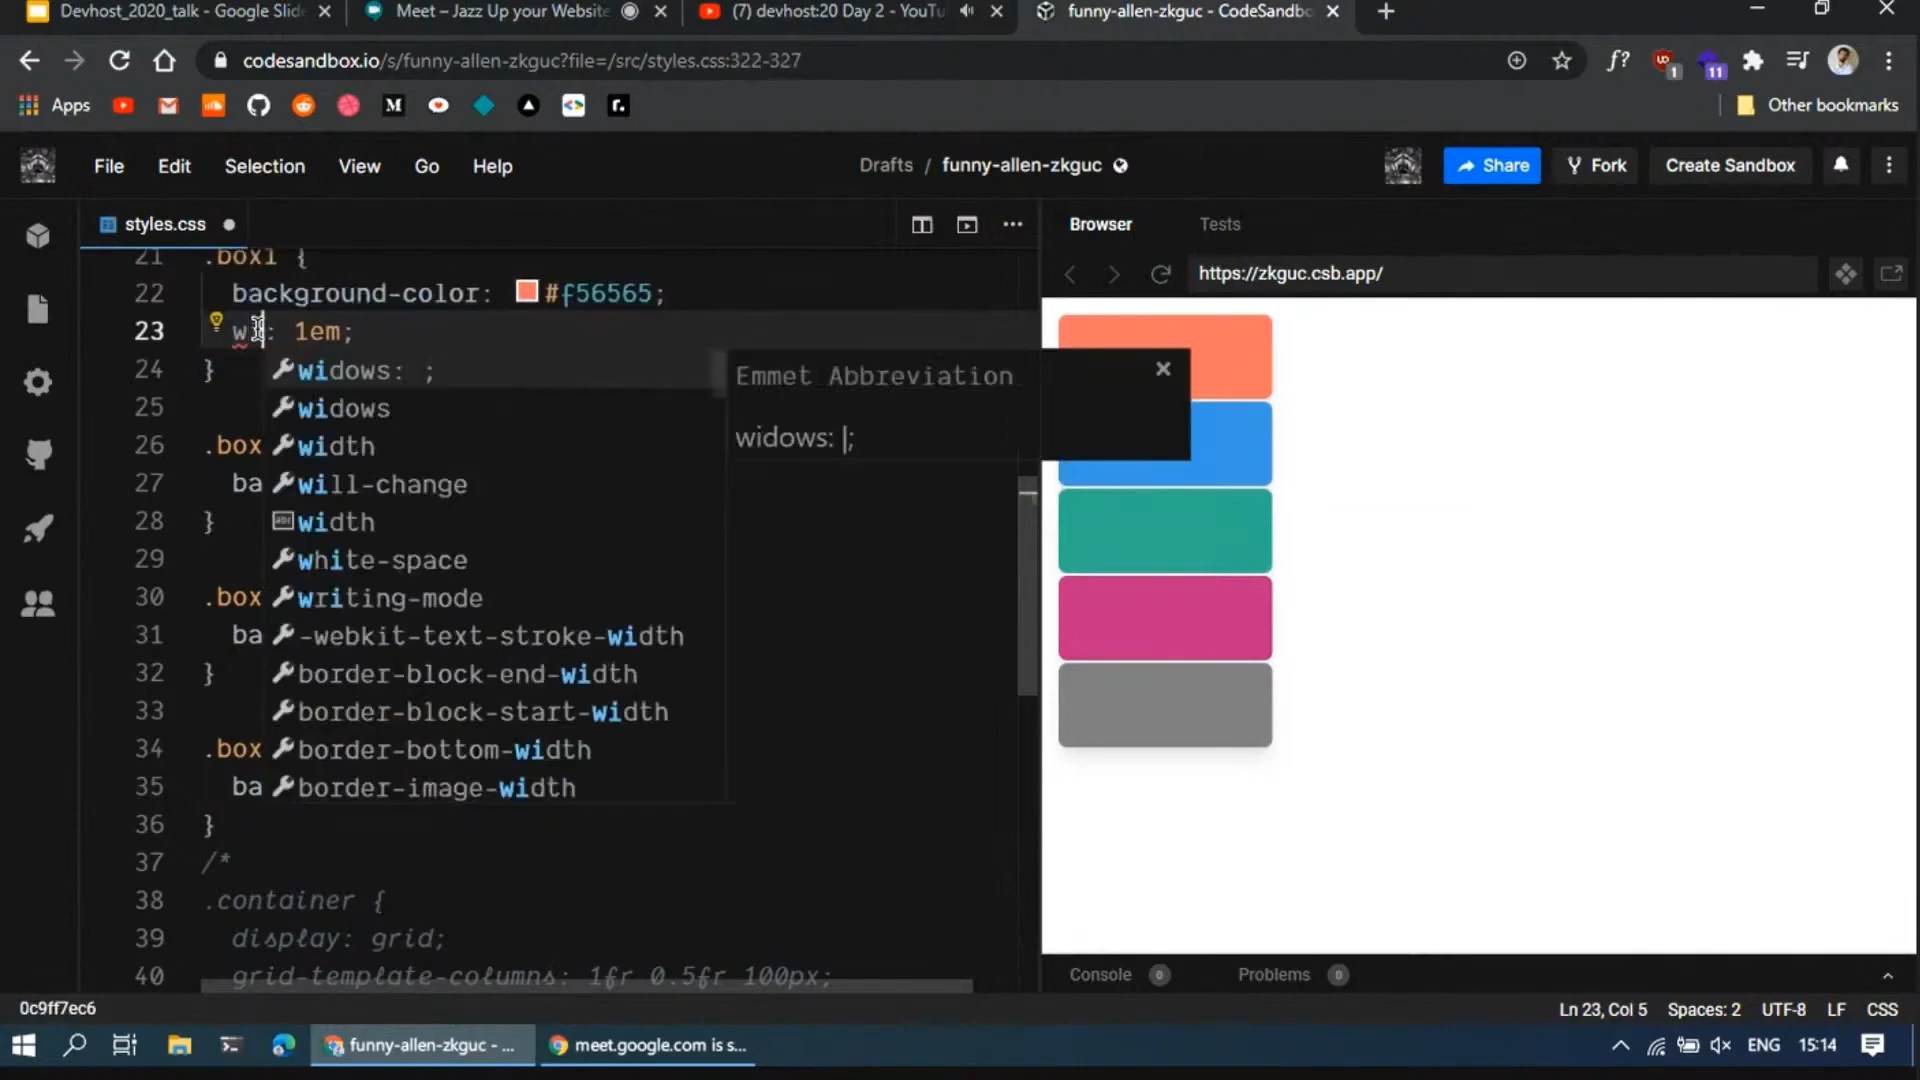 Devhost_2020_talk - Google Slide
Meet – Jazz Up your Website
(7) devhost:20 Day 2 - YouTu
funny-allen-zkguc - CodeSandbo
codesandbox.io/s/funny-allen-zkguc?file=/src/styles.css:322-327
f?
1
11
Apps
M
r.
Other bookmarks
File
Edit
Selection
View
Go
Help
Drafts / funny-allen-zkguc
Share
Fork
Create Sandbox
styles.css
Browser
Tests
https://zkguc.csb.app/
21 .box1 {
22 background-color: #f56565;
23 wi: 1em;
24 }
25
26 .box
27 ba
28 }
29
30 .box
31 ba
32 }
33
34 .box
35 ba
36 }
37 /*
38 .container {
39 display: grid;
40 grid-template-columns: 1fr 0.5fr 100px;
widows: ;
widows
width
will-change
abc width
white-space
writing-mode
-webkit-text-stroke-width
border-block-end-width
border-block-start-width
border-bottom-width
border-image-width
Emmet Abbreviation
widows: |;
Console 0
Problems 0
0c9ff7ec6
Ln 23, Col 5
Spaces: 2
UTF-8
LF
CSS
funny-allen-zkguc - ...
meet.google.com is s...
ENG
15:14